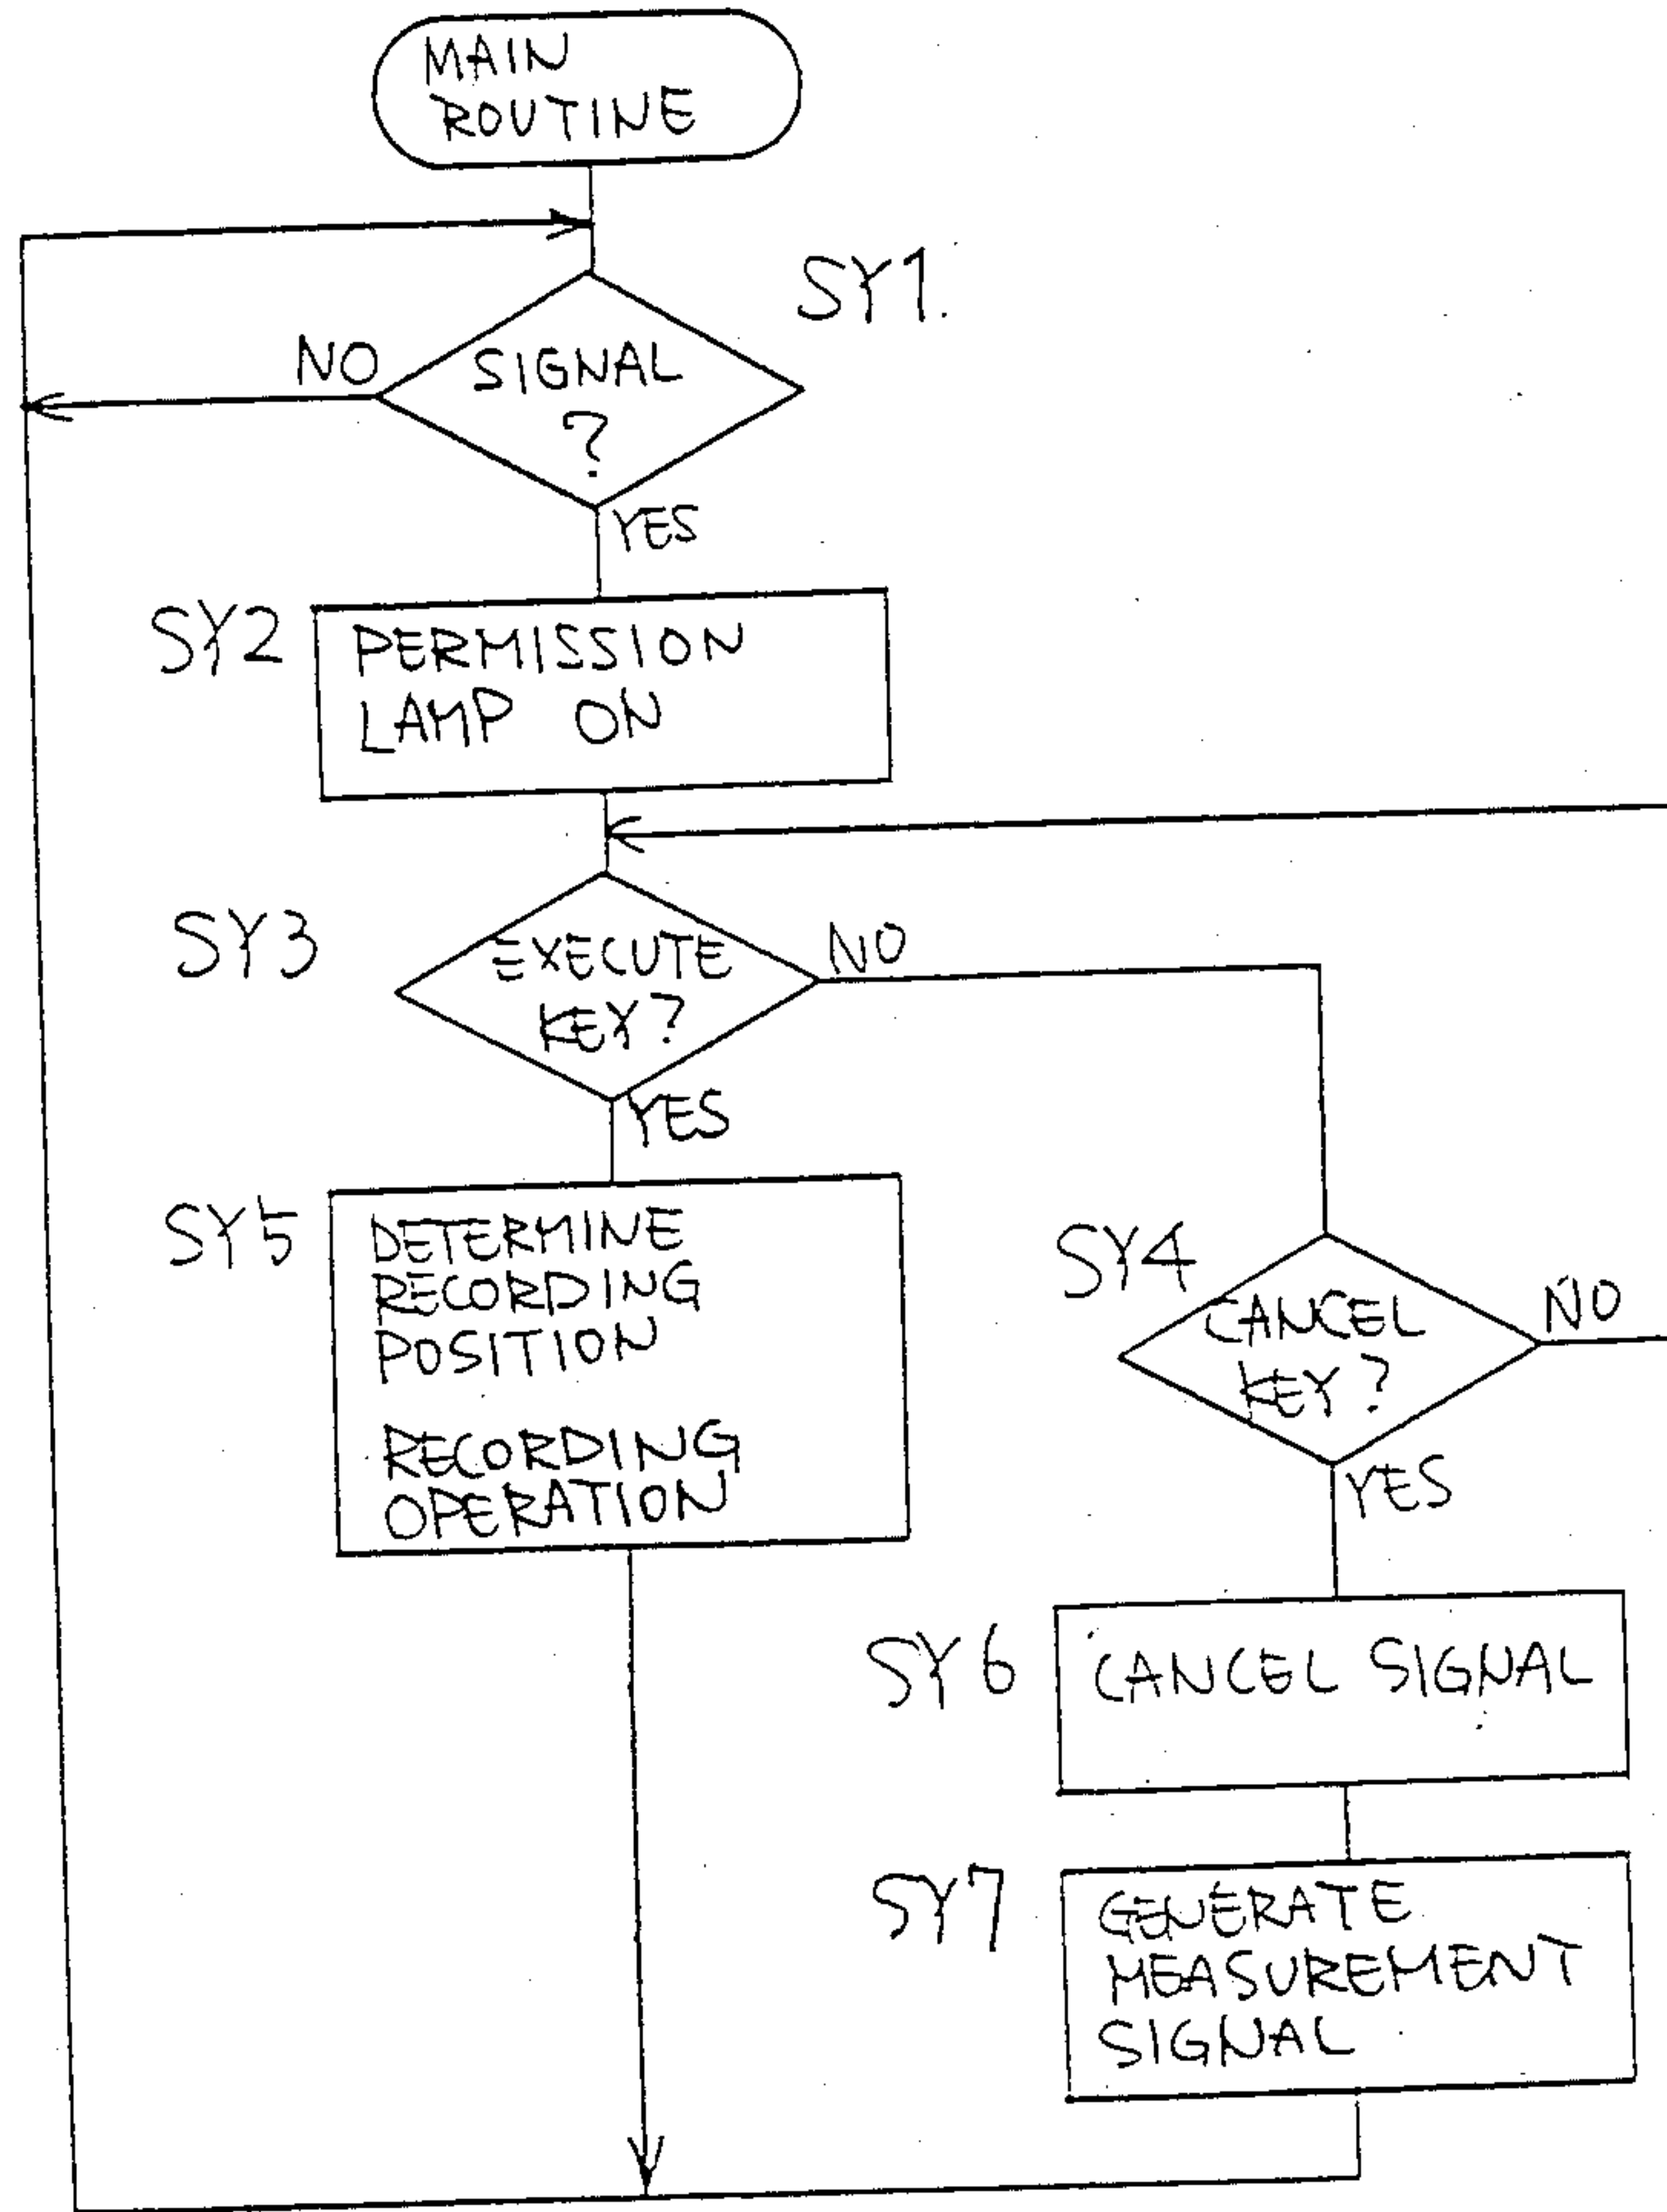 MAIN
ROUTINE
SY1.
NO
SIGNAL
?
YES
SY2
PERMISSION
LAMP ON
SY3
EXECUTE
KEY?
NO
YES
SY5
DETERMINE
RECORDING
POSITION
RECORDING
OPERATION
SY4
CANCEL
KEY?
NO
YES
SY6
CANCEL SIGNAL
SY7
GENERATE
MEASUREMENT
SIGNAL